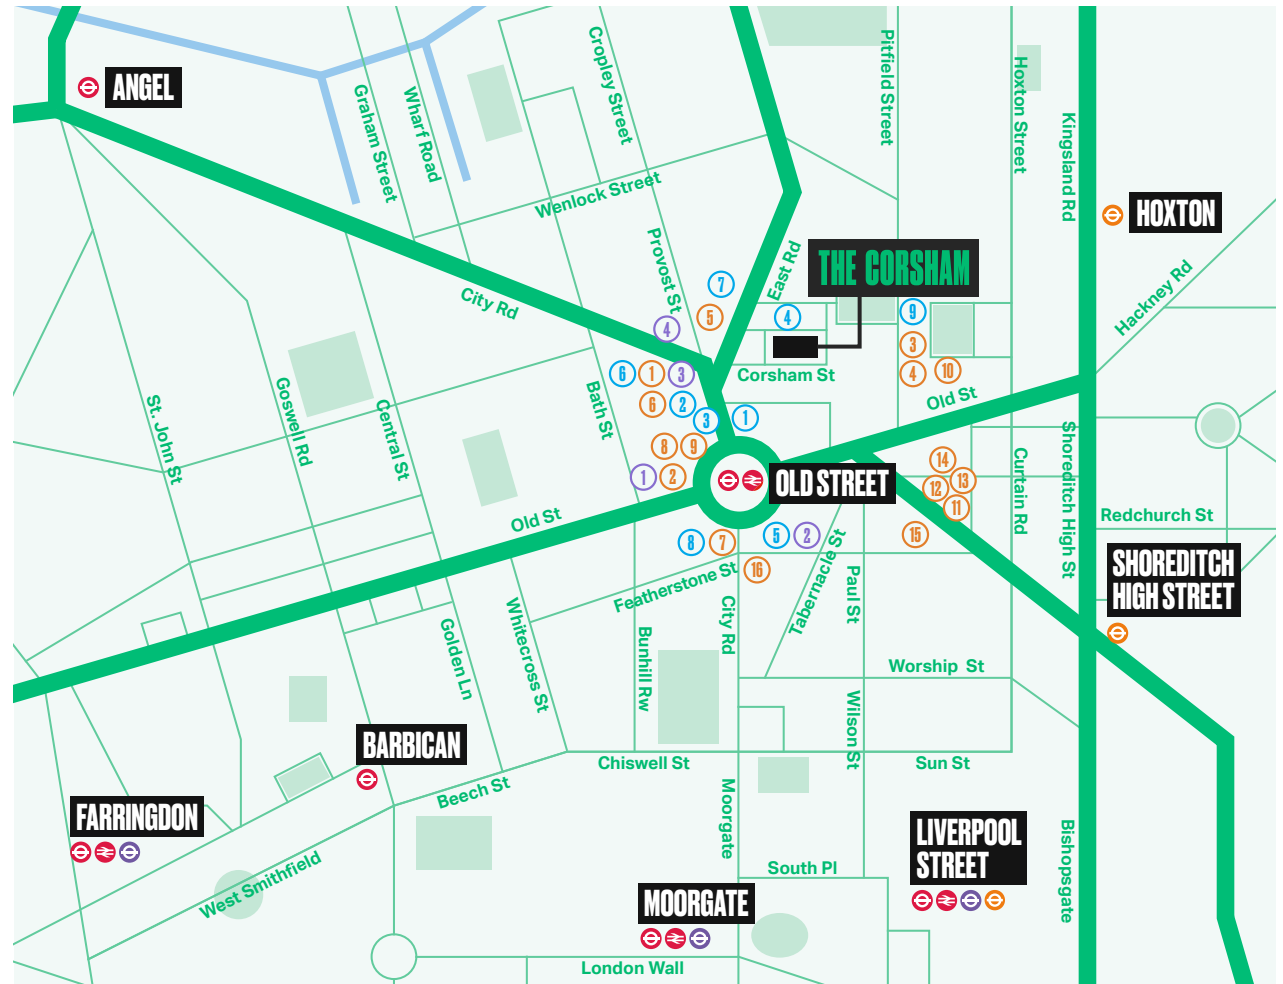 Cropley Street
Pitfield Street
Hoxton Street
ANGEL
Graham Street
Wharf Road
Kingsland Rd
Wenlock Street
HOXTON
Provost St
East Rd
THE CORSHAM
Hackney Rd
City Rd
7
5
4
4
9
3
4
10
6
1
3
Corsham St
Old St
6
2
3
1
St. John St
Goswell Rd
Central St
Bath St
8
9
1
2
OLD STREET
14
13
12
11
15
Curtain Rd
Shoreditch High St
Redchurch St
Old St
8
7
5
2
16
Featherstone St
Tabernacle St
Paul St
SHOREDITCH
HIGH STREET
Golden Ln
Whitecross St
Bunhill Rw
City Rd
Worship St
Wilson St
BARBICAN
Chiswell St
Sun St
Beech St
Moorgate
FARRINGDON
LIVERPOOL
STREET
Bishopsgate
West Smithfield
South Pl
MOORGATE
London Wall